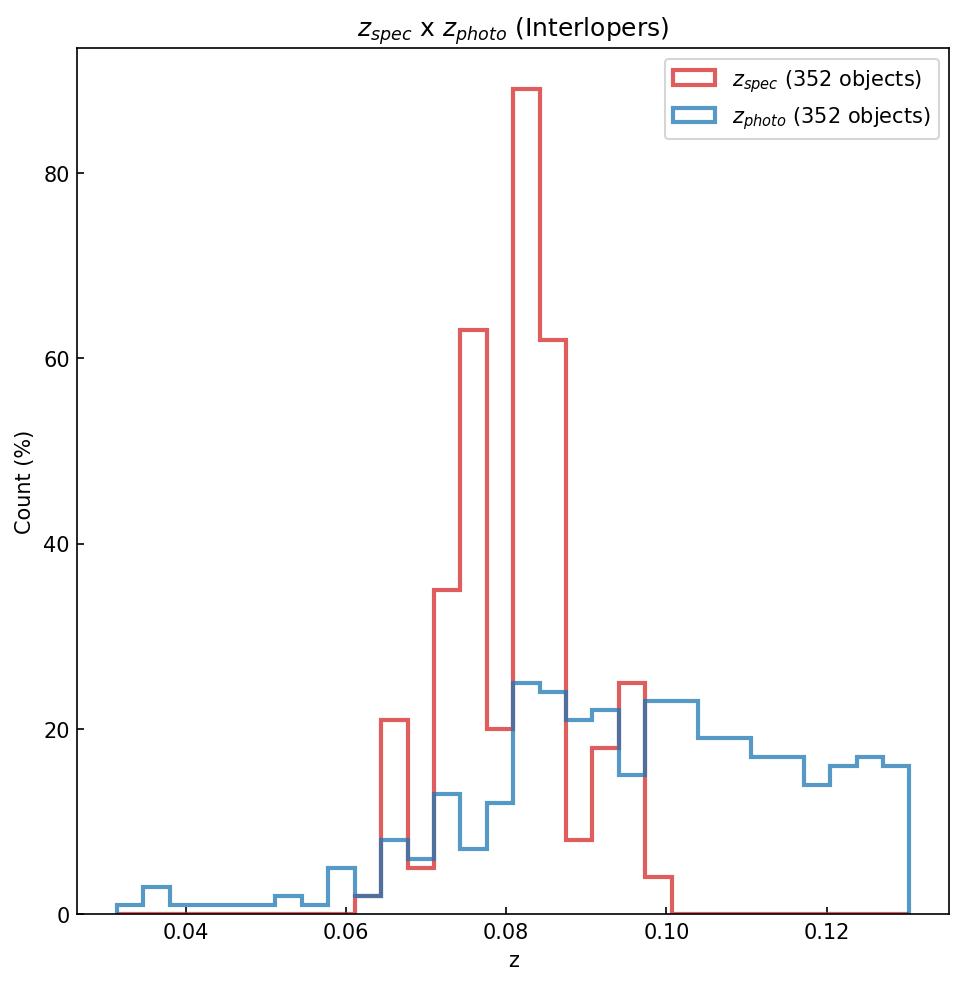 z_spec x z_photo (Interlopers)
z_spec (352 objects)
z_photo (352 objects)
Count (%)
80
60
40
20
0
0.04 0.06 0.08 0.10 0.12
z